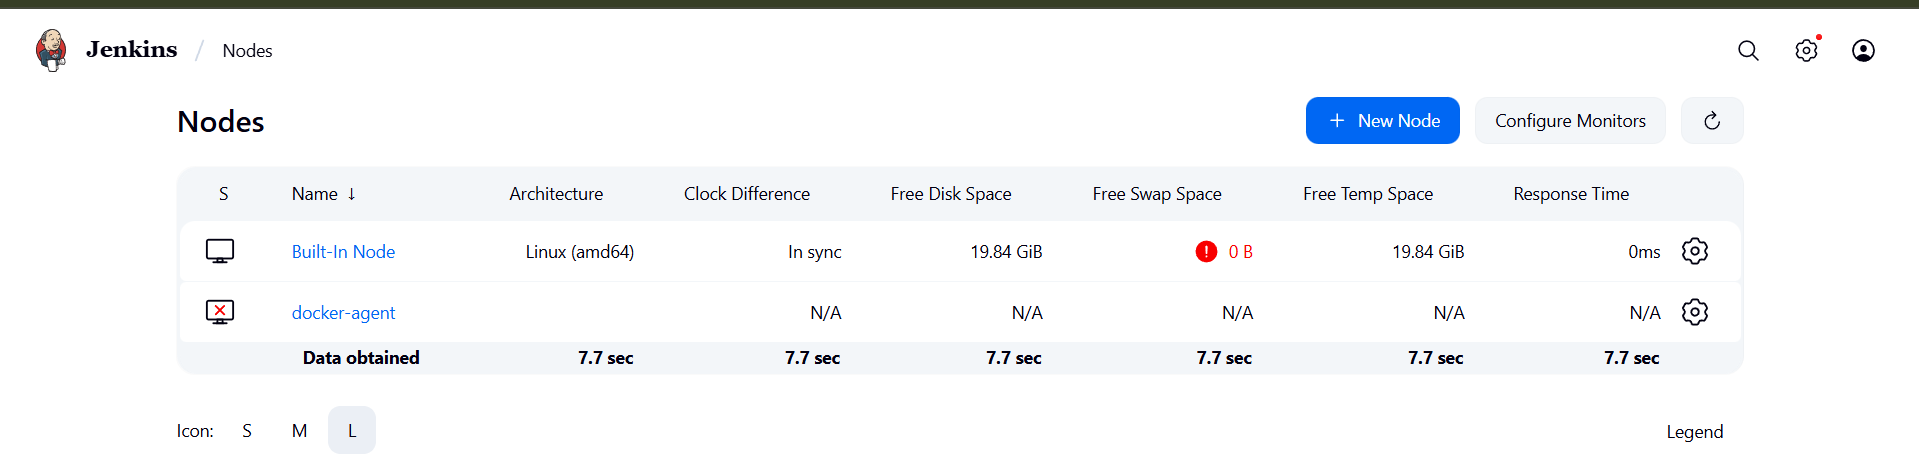 Jenkins / Nodes
Nodes
+ New Node Configure Monitors
S Name ↓ Architecture Clock Difference Free Disk Space Free Swap Space Free Temp Space Response Time
Built-In Node Linux (amd64) In sync 19.84 GiB 0 B 19.84 GiB 0ms
docker-agent N/A N/A N/A N/A N/A
Data obtained 7.7 sec 7.7 sec 7.7 sec 7.7 sec 7.7 sec 7.7 sec
Icon: S M L Legend